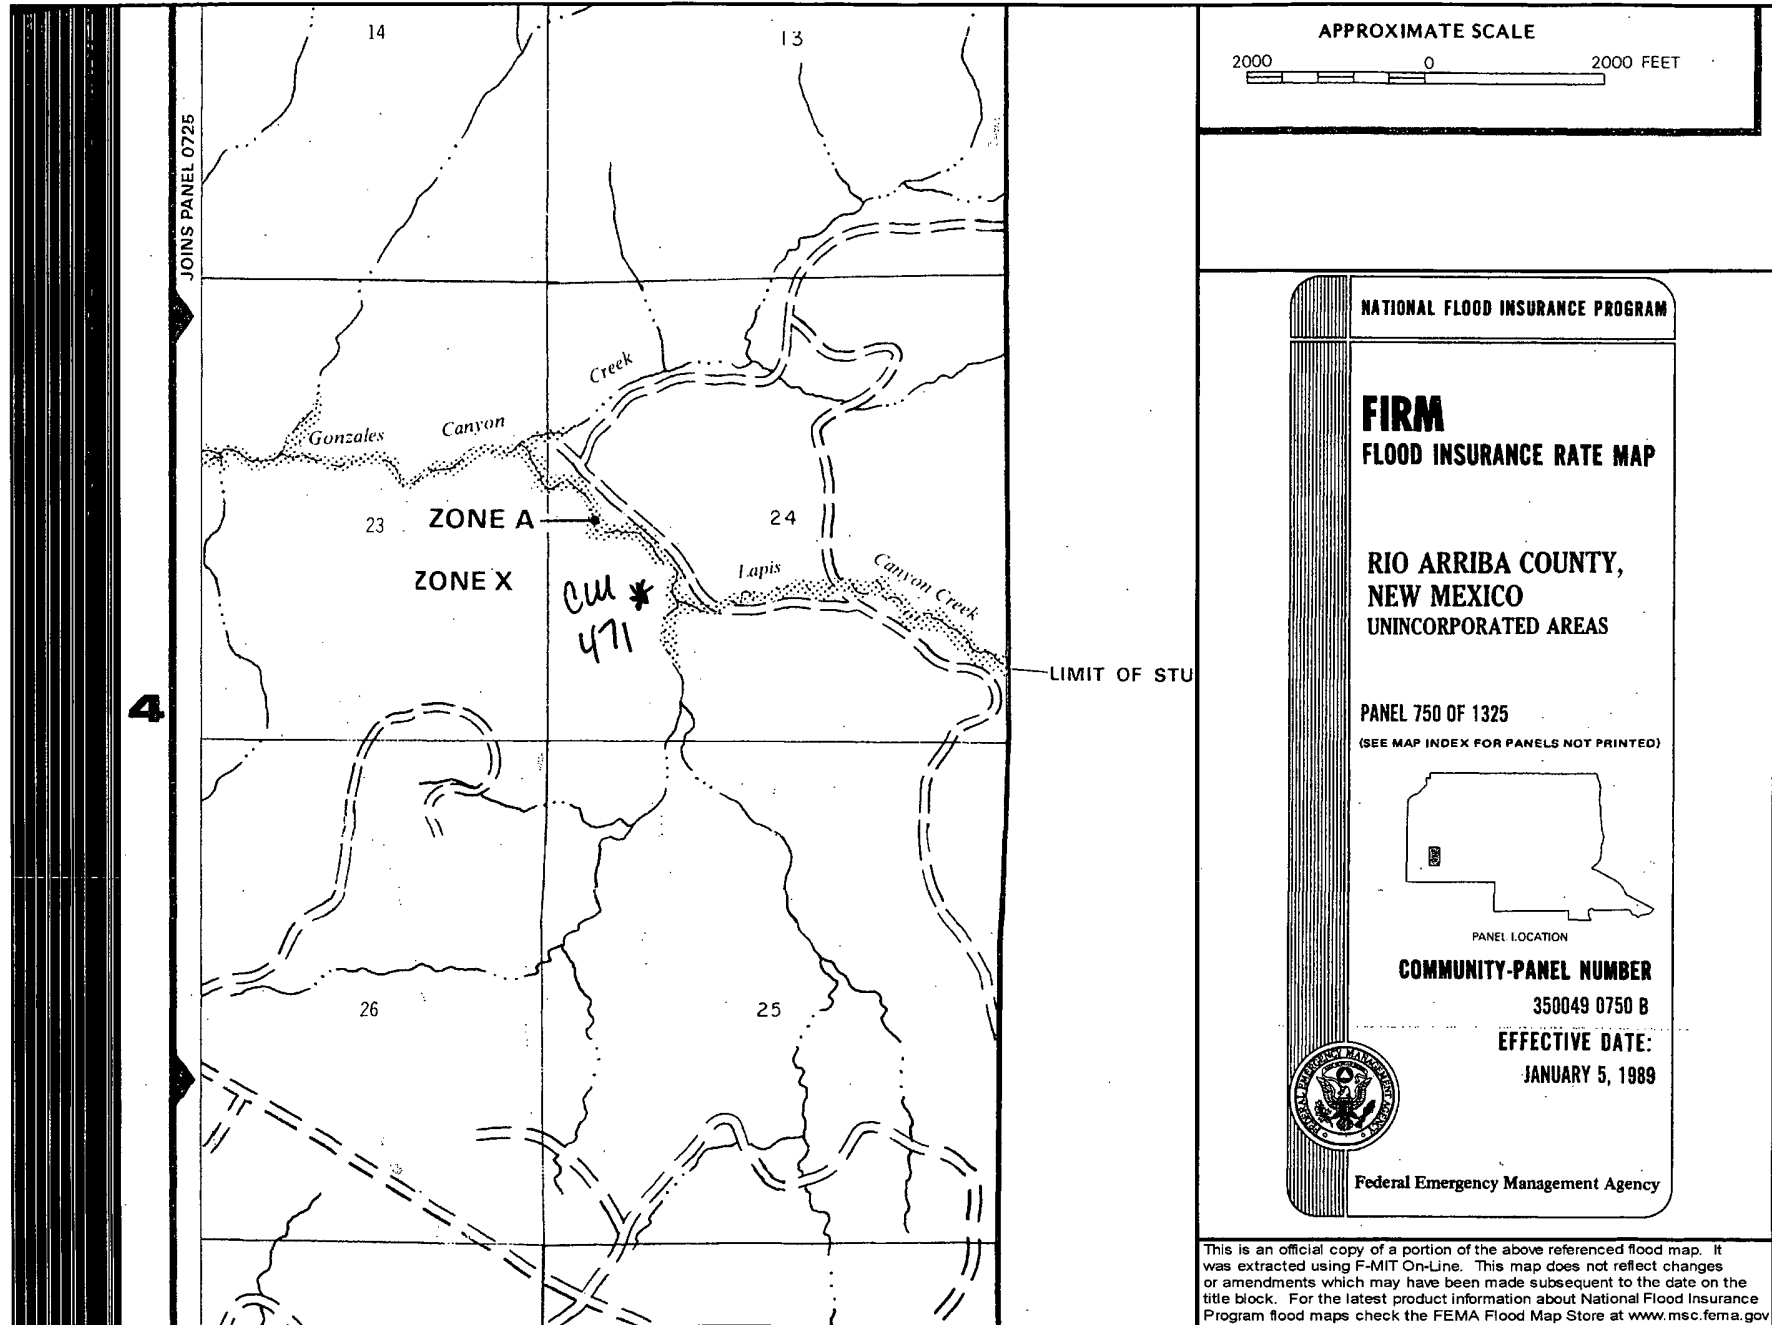 14
13
JOINS PANEL 0725
Creek
Gonzales Canyon
23
ZONE A
24
ZONE X
CW *
471
Lapis
Canyon Creek
LIMIT OF STU
4
26
25
APPROXIMATE SCALE
2000 0 2000 FEET
NATIONAL FLOOD INSURANCE PROGRAM
FIRM
FLOOD INSURANCE RATE MAP
RIO ARRIBA COUNTY,
NEW MEXICO
UNINCORPORATED AREAS
PANEL 750 OF 1325
(SEE MAP INDEX FOR PANELS NOT PRINTED)
PANEL LOCATION
COMMUNITY-PANEL NUMBER
350049 0750 B
EFFECTIVE DATE:
JANUARY 5, 1989
FEDERAL EMERGENCY MANAGEMENT AGENCY
Federal Emergency Management Agency
This is an official copy of a portion of the above referenced flood map. It
was extracted using F-MIT On-Line. This map does not reflect changes
or amendments which may have been made subsequent to the date on the
title block. For the latest product information about National Flood Insurance
Program flood maps check the FEMA Flood Map Store at www.msc.fema.gov